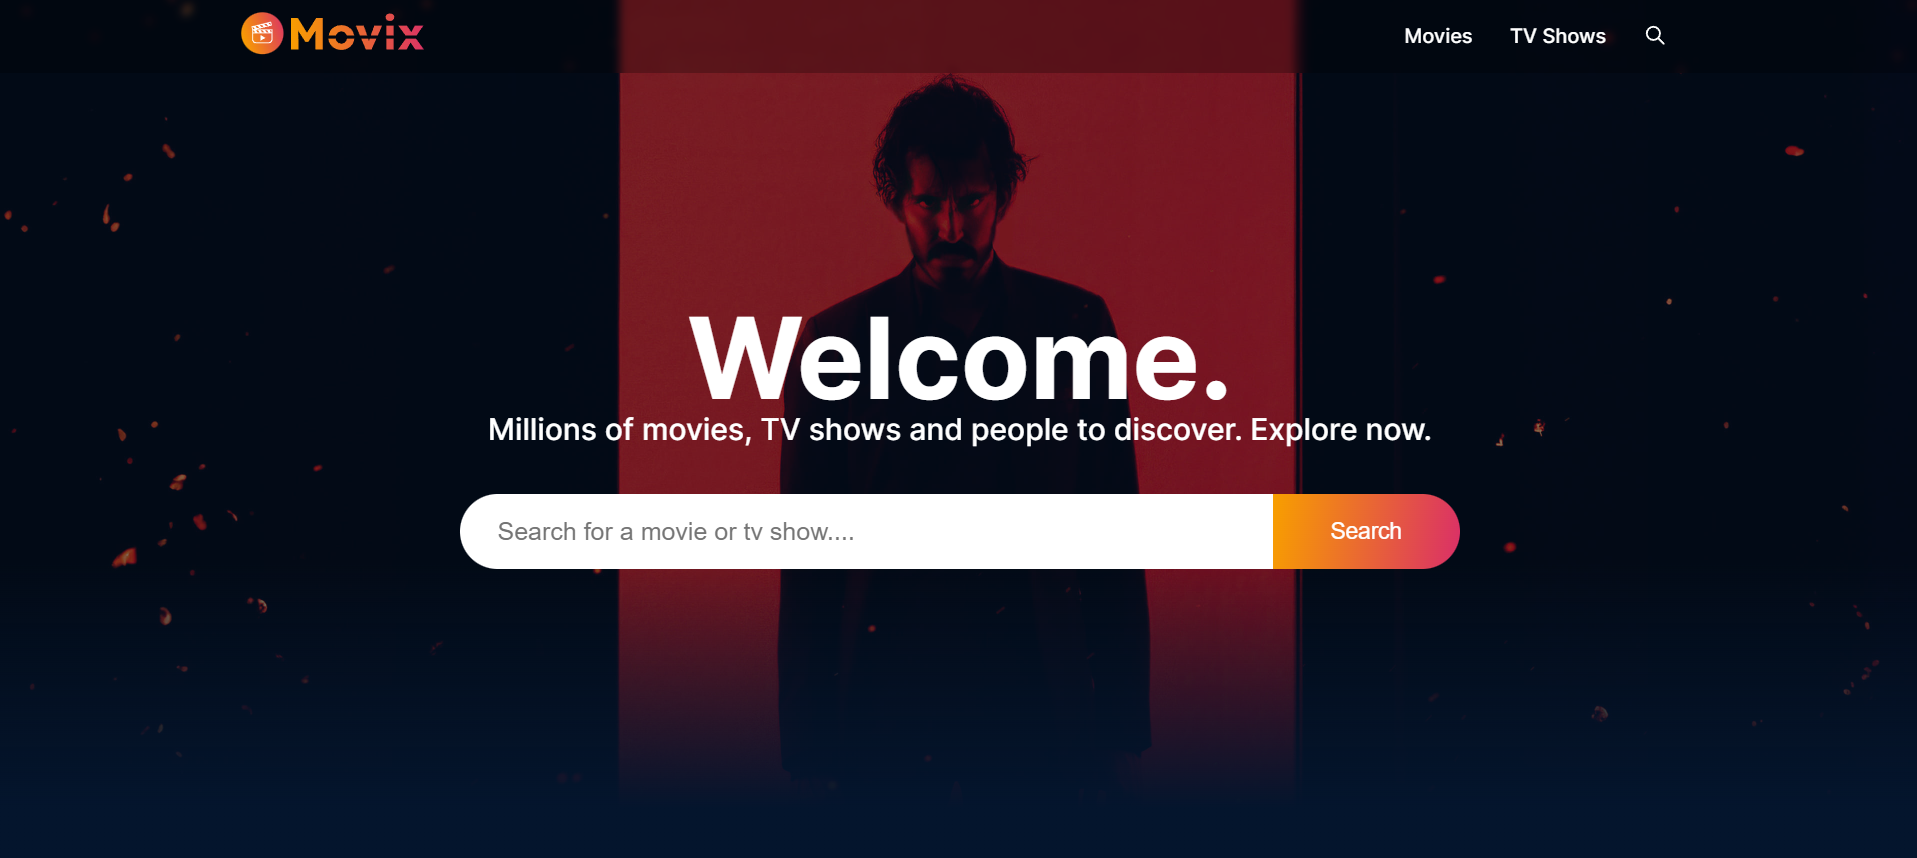 Movix
Movies
TV Shows
Welcome.
Millions of movies, TV shows and people to discover. Explore now.
Search for a movie or tv show....
Search